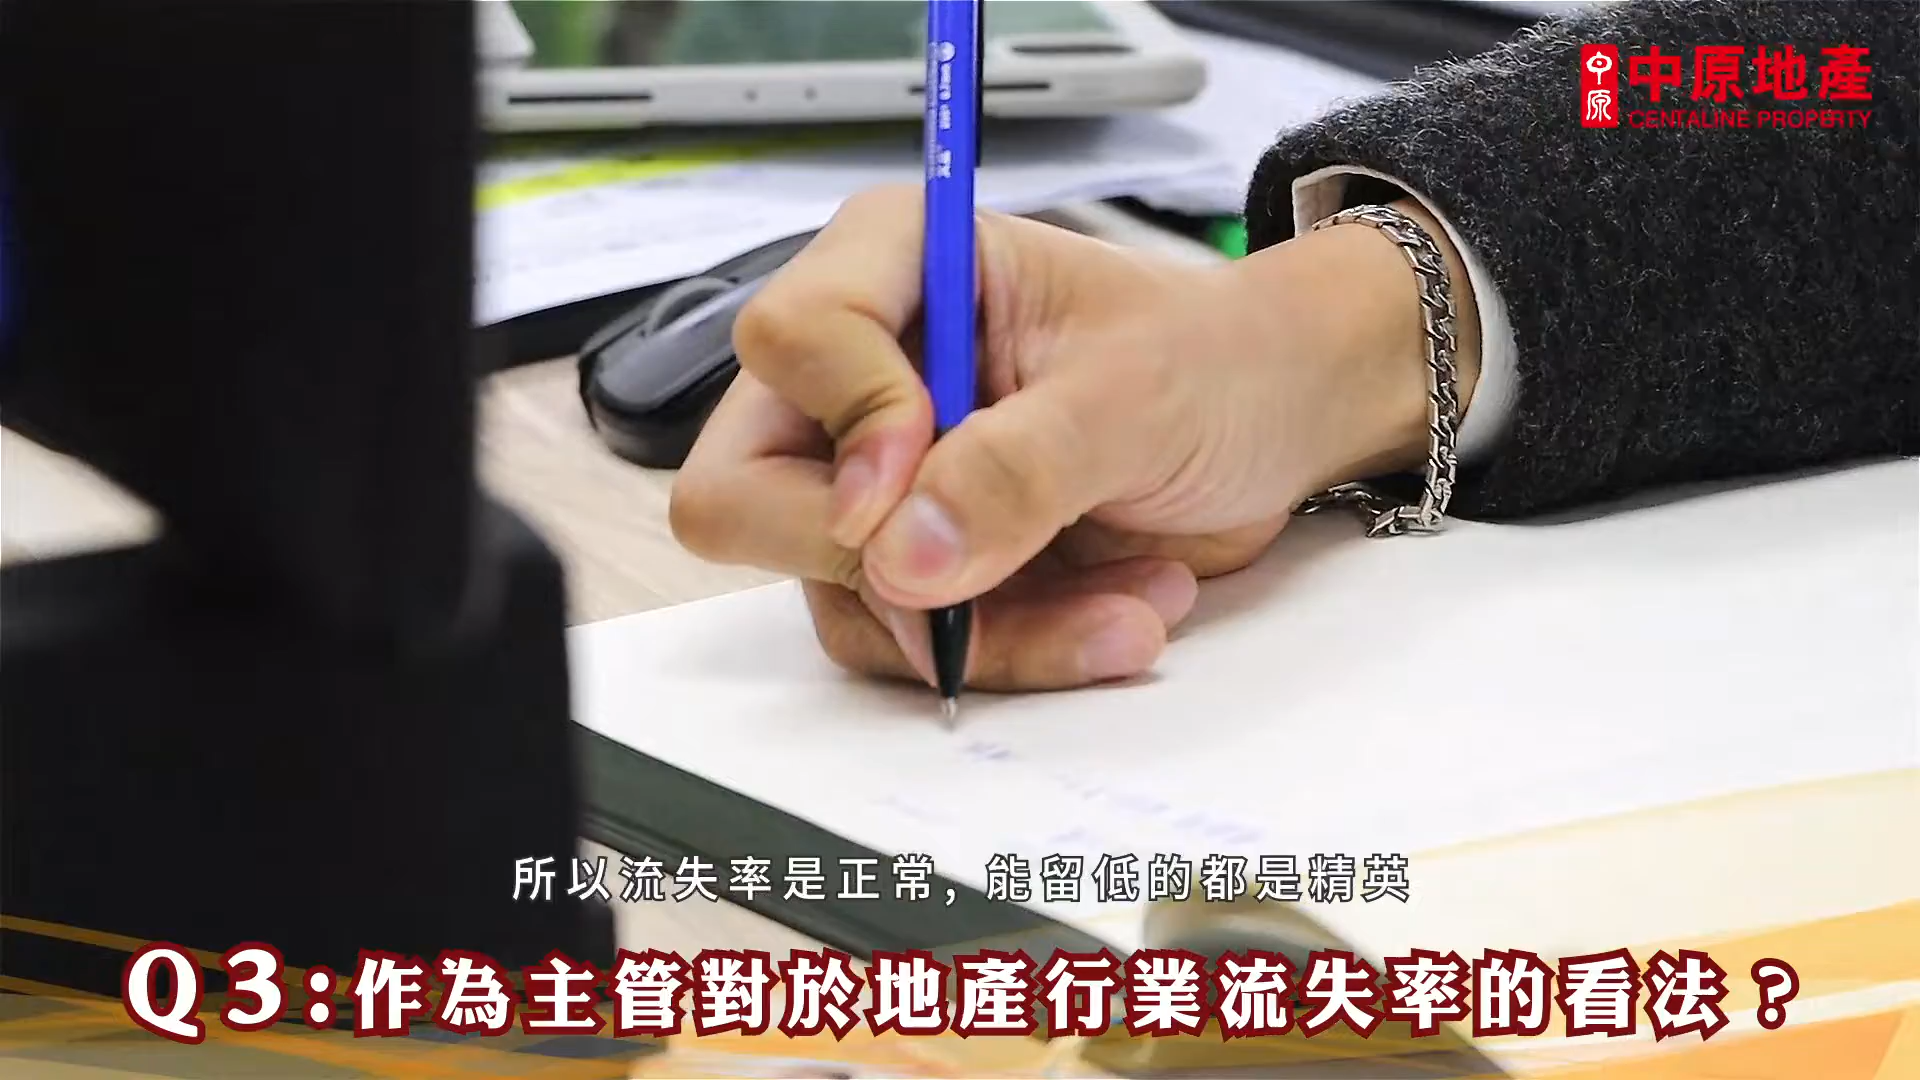 中原 中原地產
CENTALINE PROPERTY
所以流失率是正常, 能留低的都是精英
Q3:作為主管對於地產行業流失率的看法?